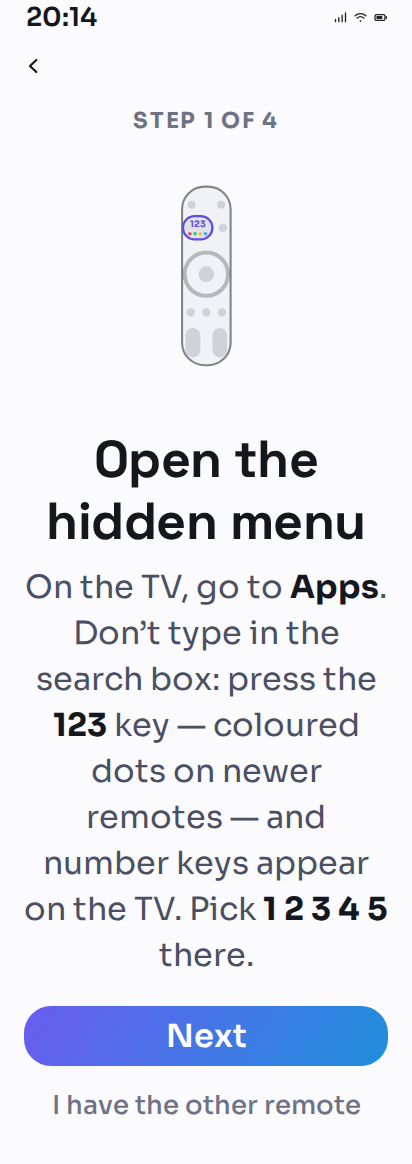 20:14
STEP 1 OF 4
123
Open the
hidden menu
On the TV, go to Apps.
Don’t type in the
search box: press the
123 key — coloured
dots on newer
remotes — and
number keys appear
on the TV. Pick 1 2 3 4 5
there.
Next
I have the other remote